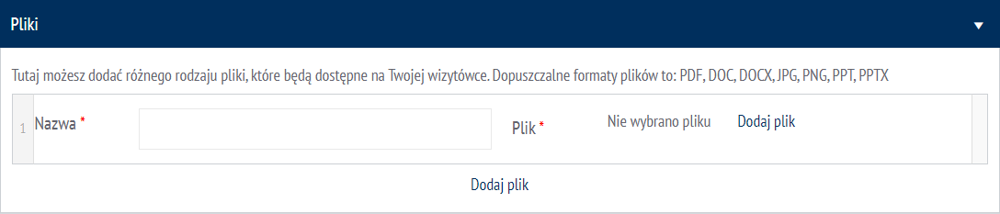 Pliki
Tutaj możesz dodać różnego rodzaju pliki, które będą dostępne na Twojej wizytówce. Dopuszczalne formaty plików to: PDF, DOC, DOCX, JPG, PNG, PPT, PPTX
1 Nazwa * Plik * Nie wybrano pliku Dodaj plik
Dodaj plik